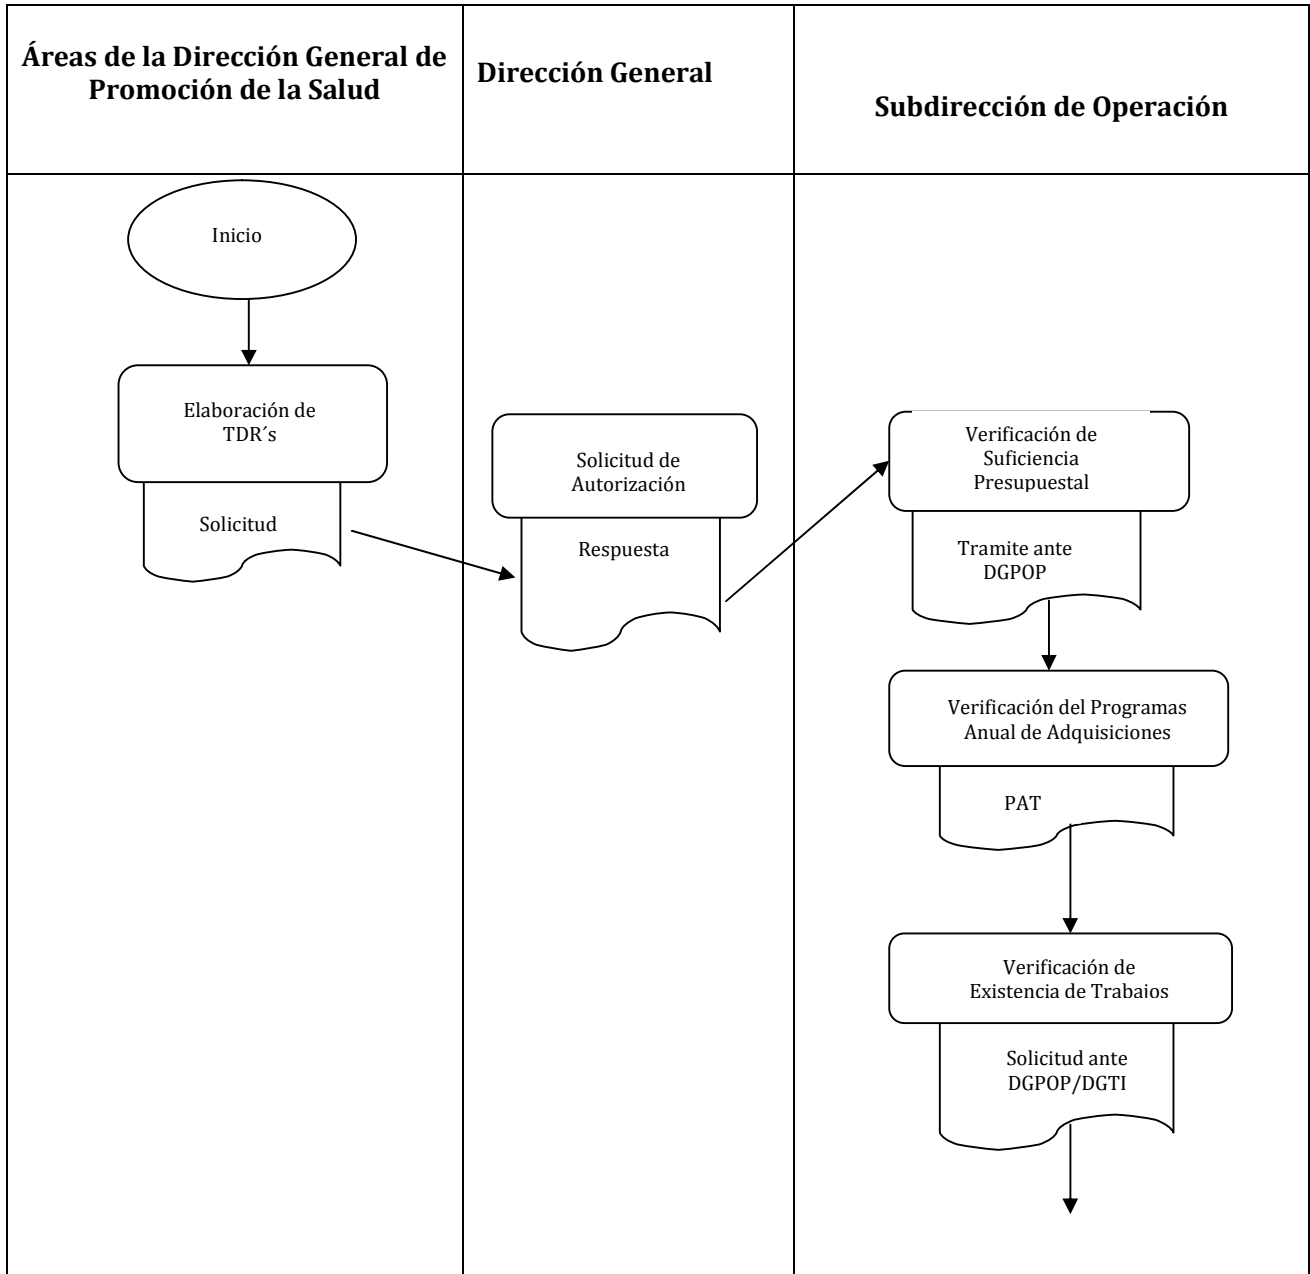 Áreas de la Dirección General de
Promoción de la Salud
Dirección General
Subdirección de Operación
Inicio
Elaboración de
TDR´s
Solicitud
Solicitud de
Autorización
Respuesta
Verificación de
Suficiencia
Presupuestal
Tramite ante
DGPOP
Verificación del Programas
Anual de Adquisiciones
PAT
Verificación de
Existencia de Trabajos
Solicitud ante
DGPOP/DGTI